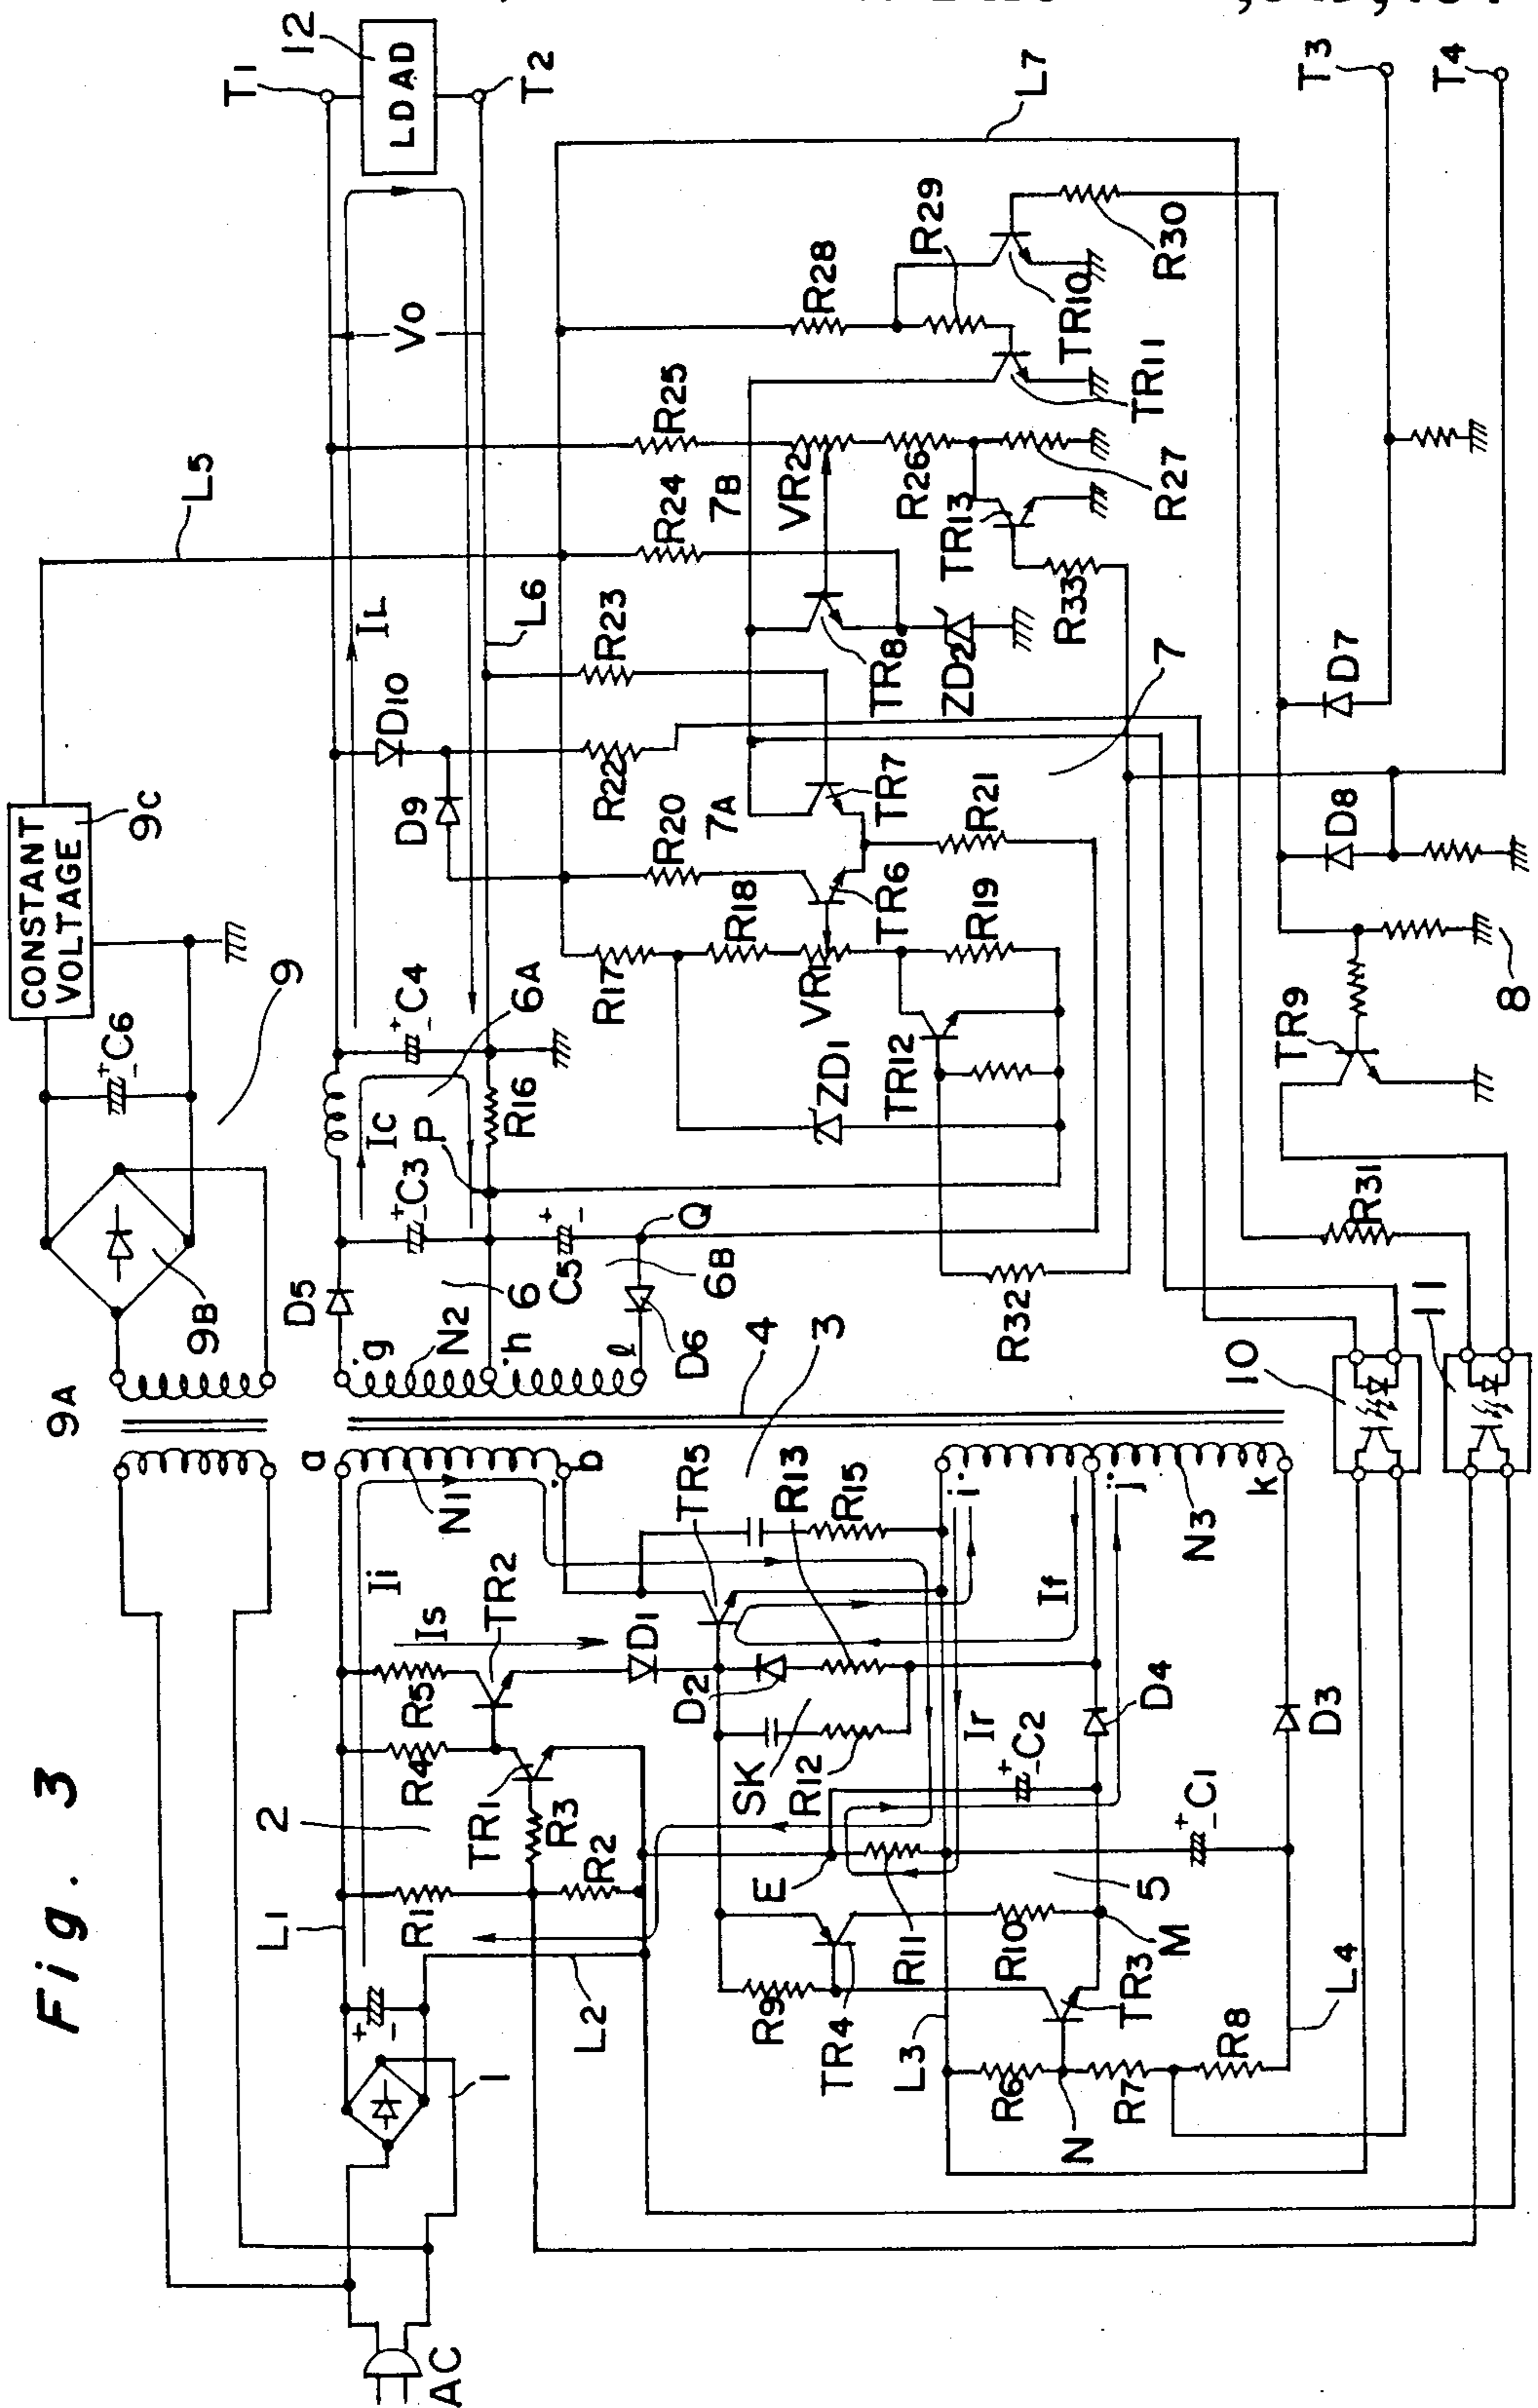 Fig. 3
AC
1
L1
L2
2
R1
R2
R3
R4
R5
TR1
TR2
Is
Ii
D1
N1
a
b
3
4
TR5
R13
R15
D2
SK
R12
E
R11
R9
TR4
R10
M
TR3
L3
R6
N
R7
R8
L4
5
C1
C2
Ir
If
D4
D3
i
j
k
N3
9A
9B
9
C6
CONSTANT
VOLTAGE
9C
L5
g
N2
h
l
D5
6
C3
Ic
P
C5
6B
Q
D6
6A
R16
C4
D9
D10
IL
L6
Vo
T1
T2
12
LOAD
L7
R17
R18
VR1
R19
R20
7A
TR6
TR7
R21
R22
R23
R24
R25
7B
VR2
TR8
ZD2
R26
R27
TR13
R33
R28
R29
TR10
TR11
R30
7
ZD1
TR12
R32
D7
D8
8
TR9
R31
10
11
T3
T4